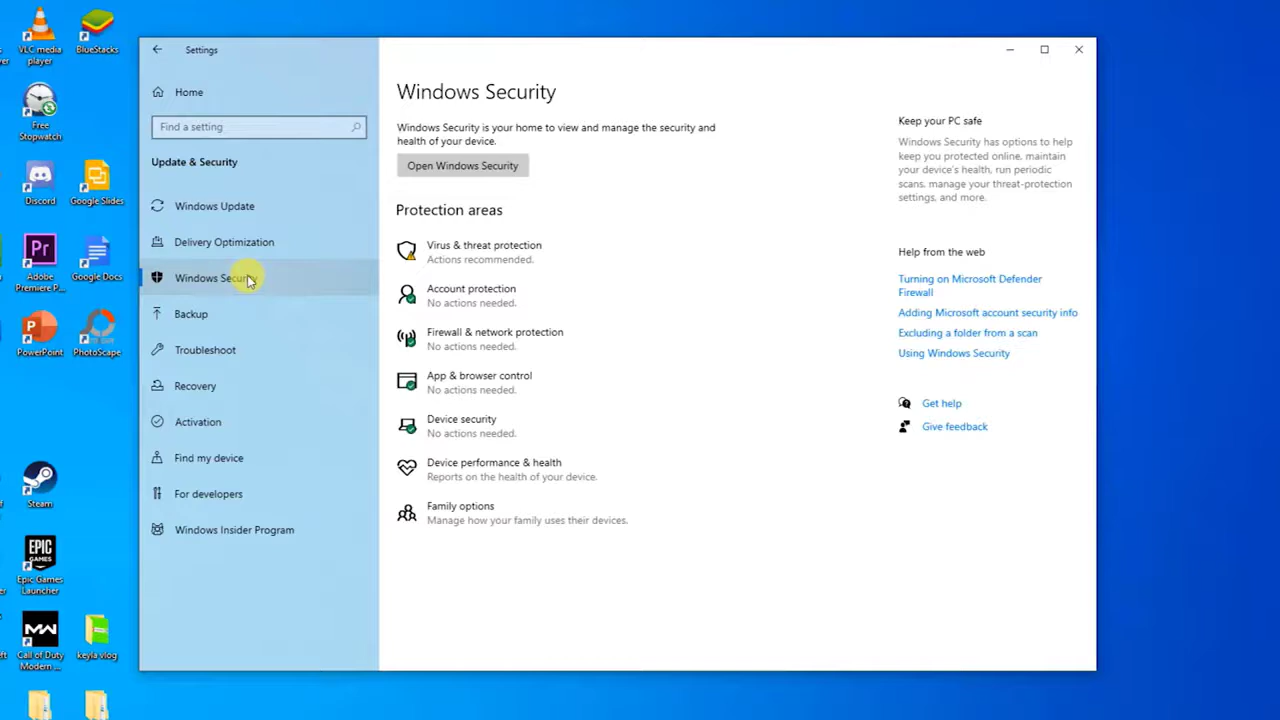 VLC media
player
BlueStacks
Free
Stopwatch
Discord
Google Slides
Pr
Adobe
Premiere P...
Google Docs
PowerPoint
PhotoScape
Steam
EPIC
GAMES
Epic Games
Launcher
MW
Call of Duty
Modern ...
keyla vlog
Settings
Home
Find a setting
Update & Security
Windows Update
Delivery Optimization
Windows Security
Backup
Troubleshoot
Recovery
Activation
Find my device
For developers
Windows Insider Program
Windows Security
Windows Security is your home to view and manage the security and
health of your device.
Open Windows Security
Protection areas
Virus & threat protection
Actions recommended.
Account protection
No actions needed.
Firewall & network protection
No actions needed.
App & browser control
No actions needed.
Device security
No actions needed.
Device performance & health
Reports on the health of your device.
Family options
Manage how your family uses their devices.
Keep your PC safe
Windows Security has options to help
keep you protected online, maintain
your device's health, run periodic
scans, manage your threat-protection
settings, and more.
Help from the web
Turning on Microsoft Defender
Firewall
Adding Microsoft account security info
Excluding a folder from a scan
Using Windows Security
Get help
Give feedback